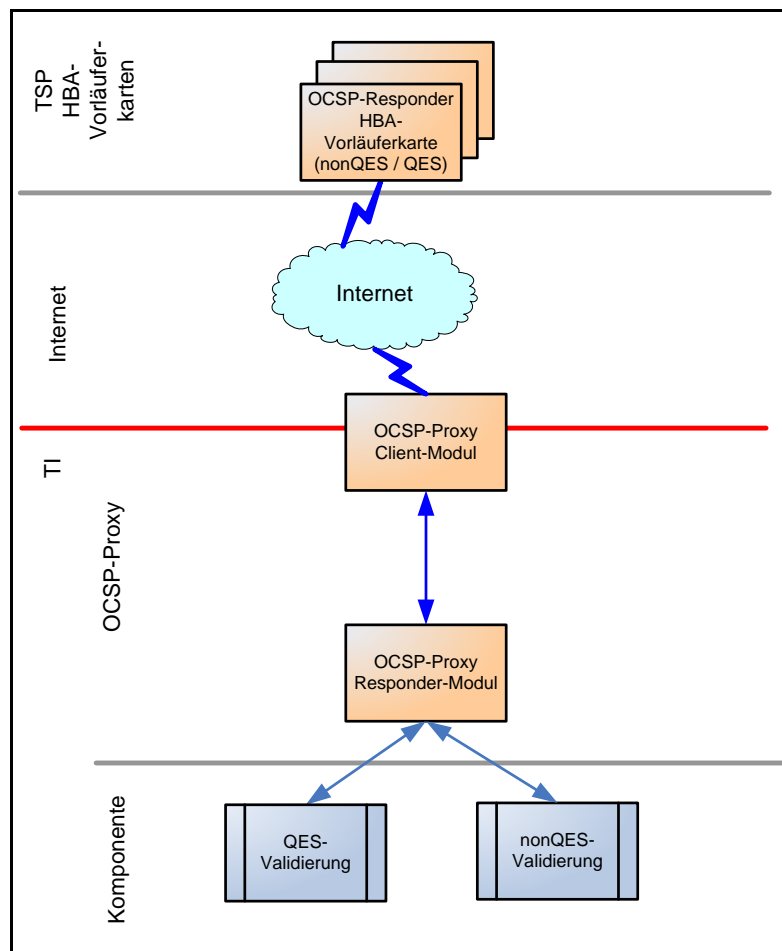 TSP
HBA-
Vorläufer-
karten
OCSP-Responder
HBA-
Vorläuferkarte
(nonQES / QES)
Internet
Internet
TI
OCSP-Proxy
Client-Modul
OCSP-Proxy
OCSP-Proxy
Responder-Modul
Komponente
QES-
Validierung
nonQES-
Validierung